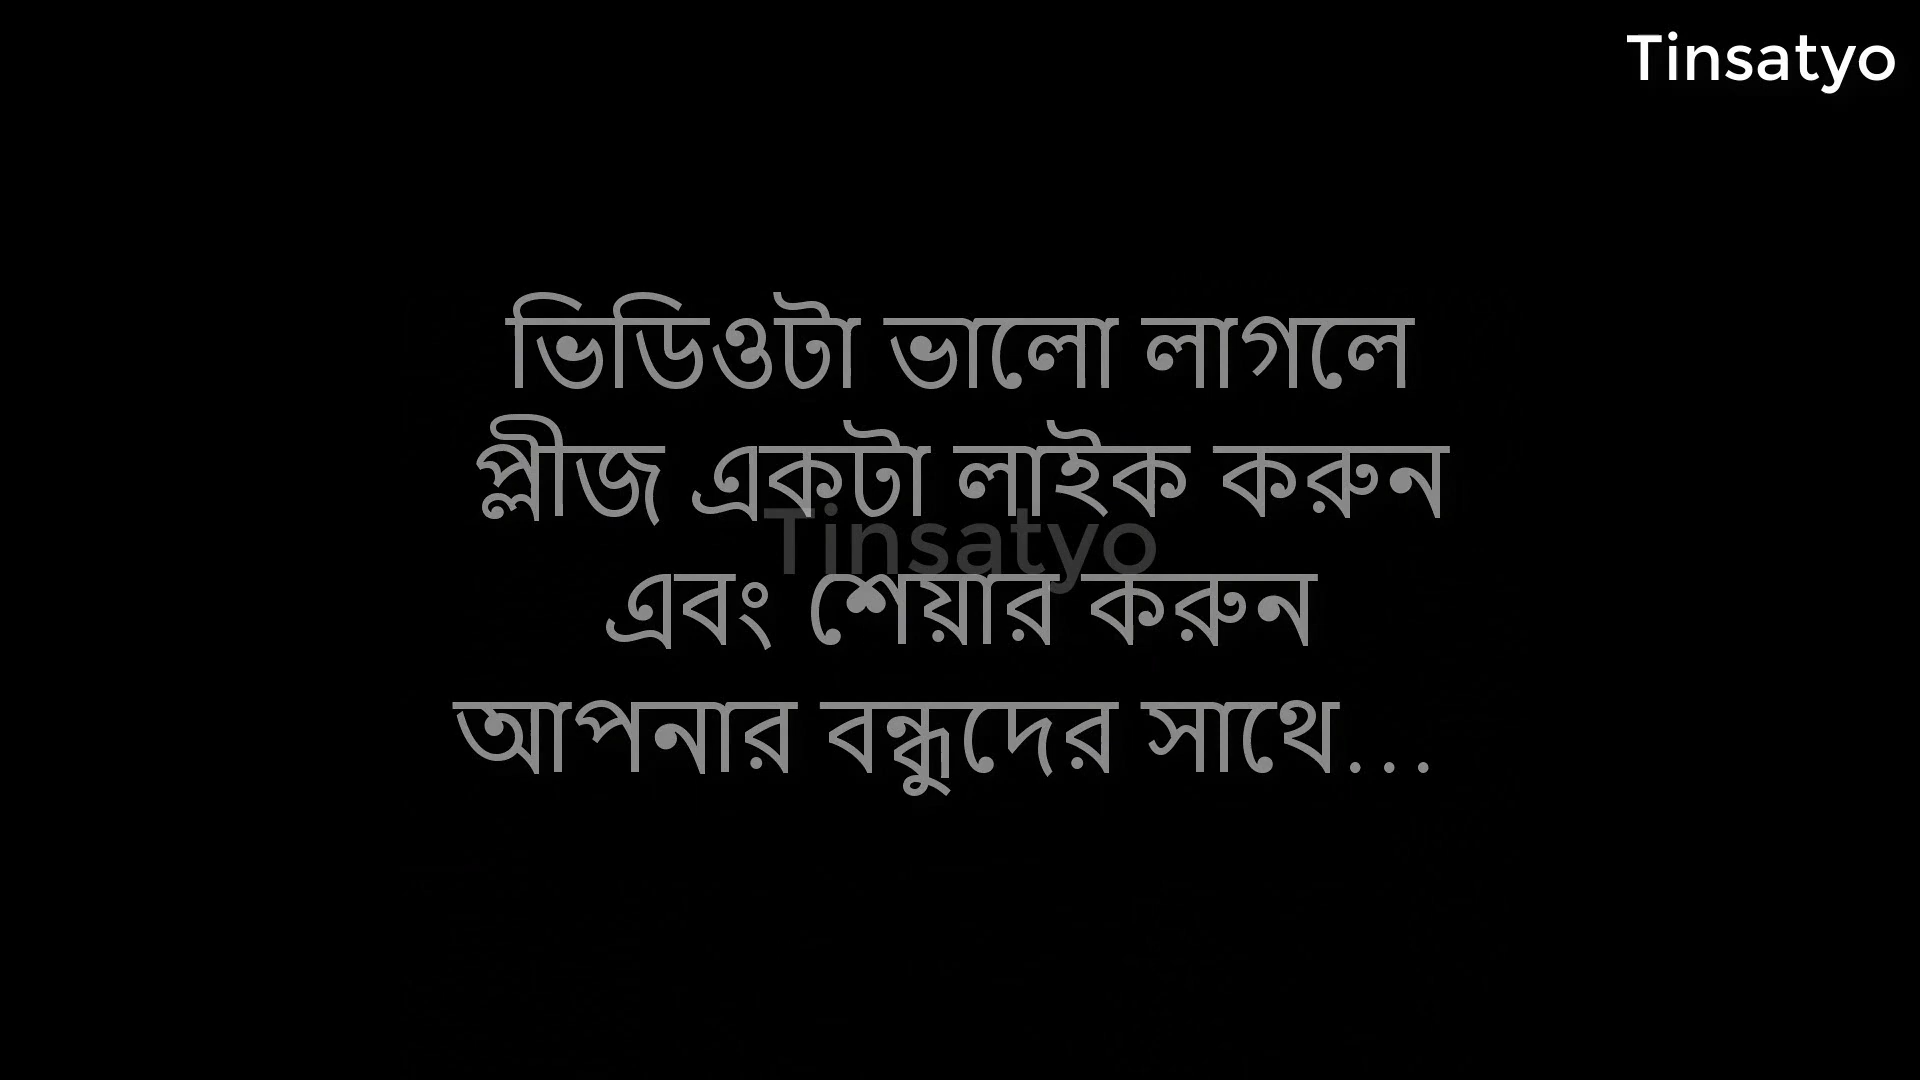 Tinsatyo
ভিডিওটা ভালো লাগলে
প্লীজ একটা লাইক করুন
Tinsatyo
এবং শেয়ার করুন
আপনার বন্ধুদের সাথে...